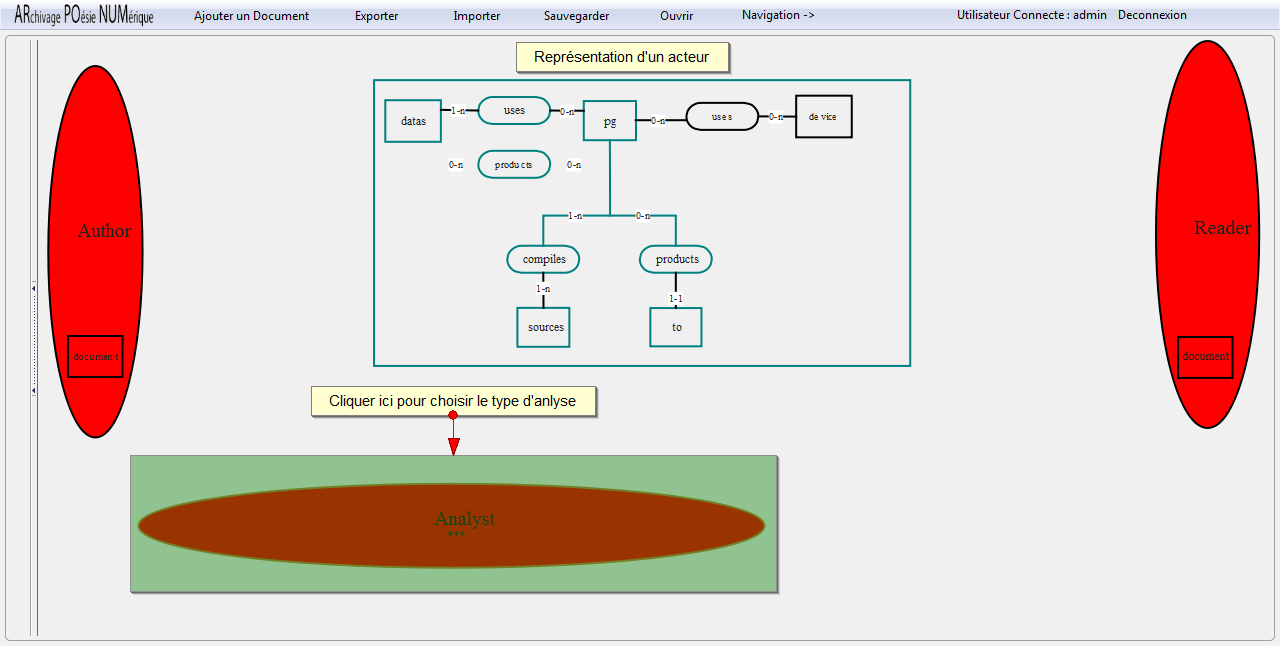 ARchivage POésie NUMérique Ajouter un Document Exporter Importer Sauvegarder Ouvrir Navigation -> Utilisateur Connecte : admin Deconnexion
Représentation d'un acteur
datas 1-n uses 0-n pg 0-n uses 0-n device
0-n products 0-n
1-n 0-n
Author Reader
compiles products
1-n 1-1
sources to
document document
Cliquer ici pour choisir le type d'anlyse
Analyst
***